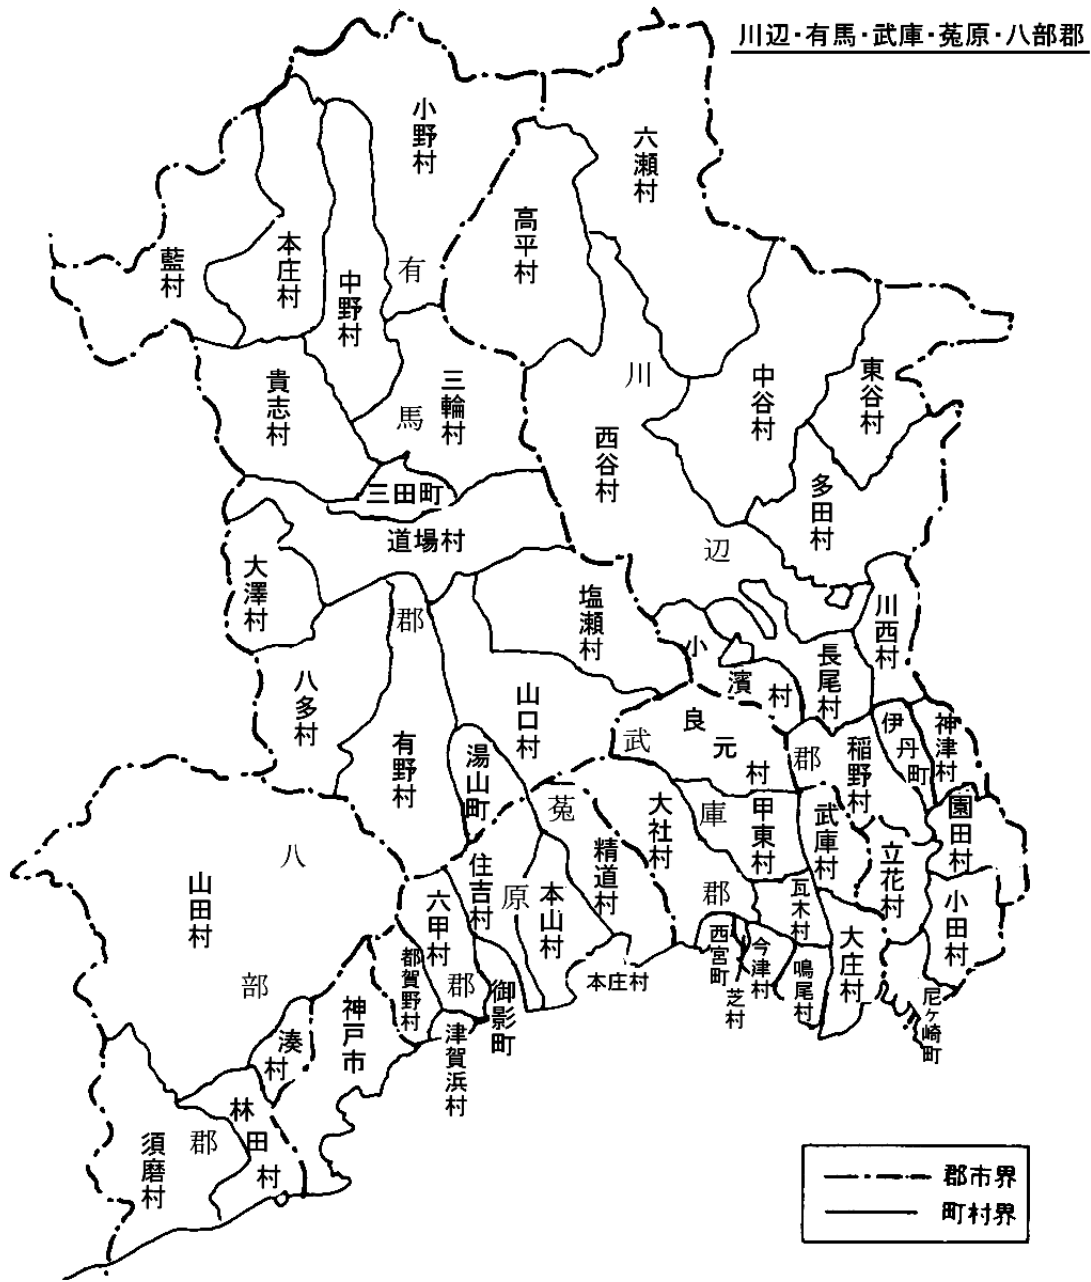 川辺・有馬・武庫・菟原・八部郡
小野村
六瀬村
高平村
藍村
本庄村
中野村
有
馬
郡
貴志村
三輪村
三田町
道場村
川
辺
郡
西谷村
中谷村
東谷村
多田村
大澤村
塩瀬村
川西村
長尾村
小濱村
八多村
有野村
山口村
湯山町
武
庫
郡
良元村
稲野村
伊丹町
神津村
園田村
大社村
甲東村
武庫村
立花村
小田村
瓦木村
大庄村
西宮町
芝村
今津村
鳴尾村
尼ヶ崎町
菟
原
郡
精道村
住吉村
本山村
本庄村
六甲村
都賀野村
御影町
津賀浜村
八
部
郡
山田村
神戸市
湊村
林田村
須磨村
郡市界
町村界